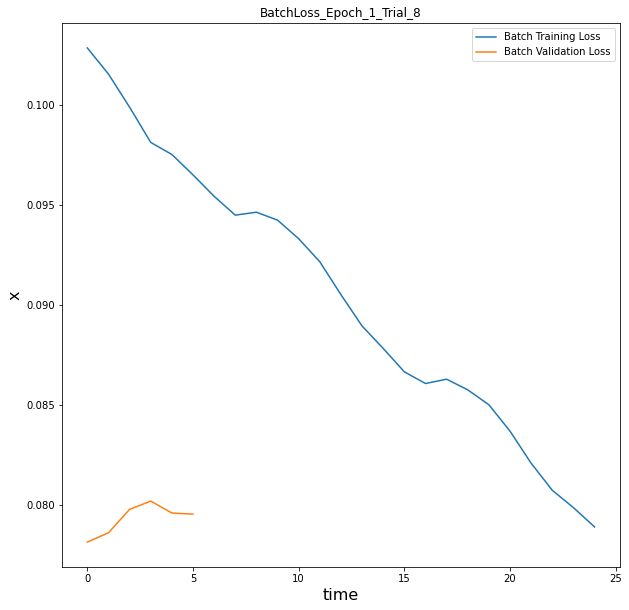 BatchLoss_Epoch_1_Trial_8
Batch Training Loss
Batch Validation Loss
0.100
0.095
0.090
0.085
0.080
x
0
5
10
15
20
25
time